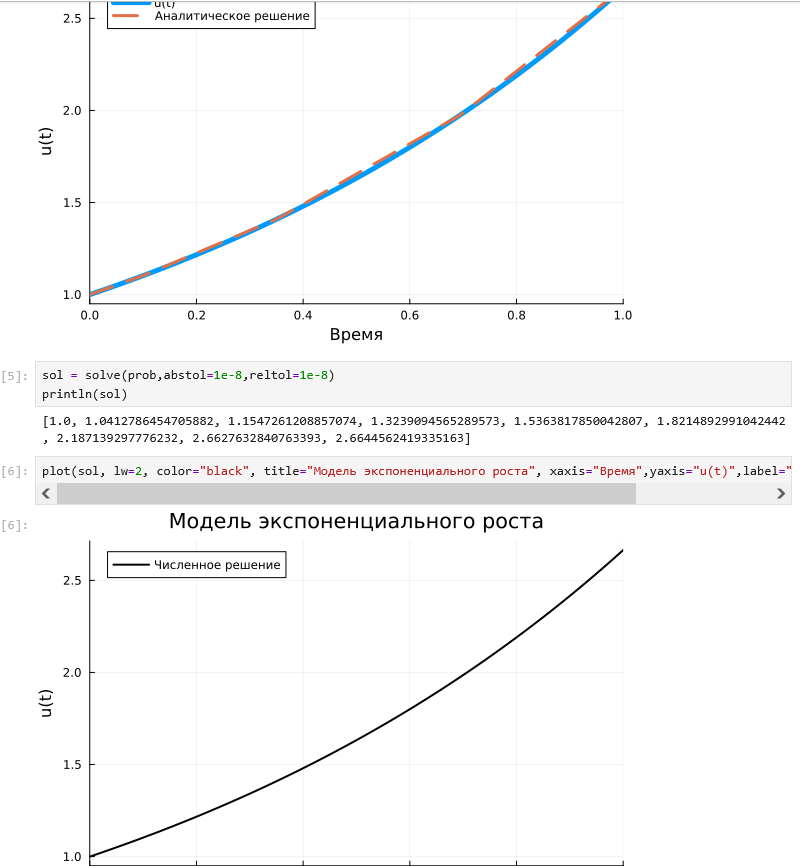 u(t)
Аналитическое решение
2.5
2.0
1.5
1.0
u(t)
0.0 0.2 0.4 0.6 0.8 1.0
Время
[5]: sol = solve(prob,abstol=1e-8,reltol=1e-8)
println(sol)
[1.0, 1.0412786454705882, 1.1547261208857074, 1.3239094565289573, 1.5363817850042807, 1.8214892991042442
, 2.187139297776232, 2.6627632840763393, 2.6644562419335163]
[6]: plot(sol, lw=2, color="black", title="Модель экспоненциального роста", xaxis="Время",yaxis="u(t)",label="
[6]:
Модель экспоненциального роста
Численное решение
2.5
2.0
1.5
1.0
u(t)